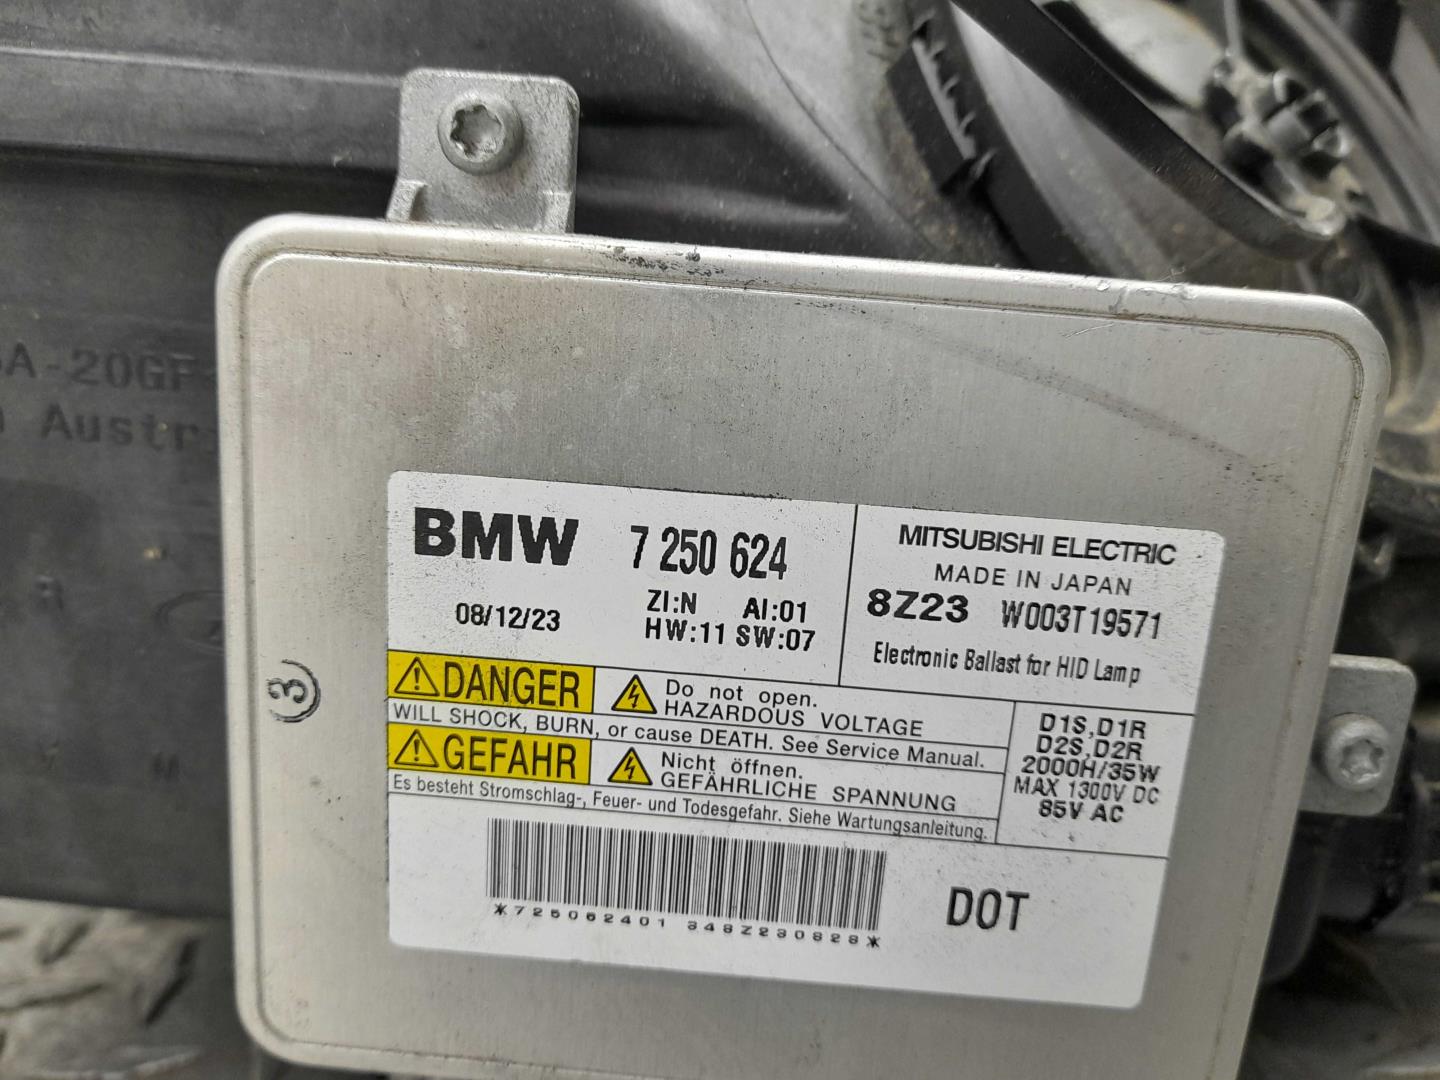 BMW 7 250 624
08/12/23
ZI:N AI:01
HW:11 SW:07
MITSUBISHI ELECTRIC
MADE IN JAPAN
8Z23 W003T19571
Electronic Ballast for HID Lamp
DANGER
Do not open.
HAZARDOUS VOLTAGE
WILL SHOCK, BURN, or cause DEATH. See Service Manual.
GEFAHR
Nicht öffnen.
GEFÄHRLICHE SPANNUNG
Es besteht Stromschlag-, Feuer- und Todesgefahr. Siehe Wartungsanleitung.
D1S, D1R
D2S, D2R
2000H/35W
MAX 1300V DC
85V AC
*725062401 348Z230828*
DOT
3
A-20GF
Austr